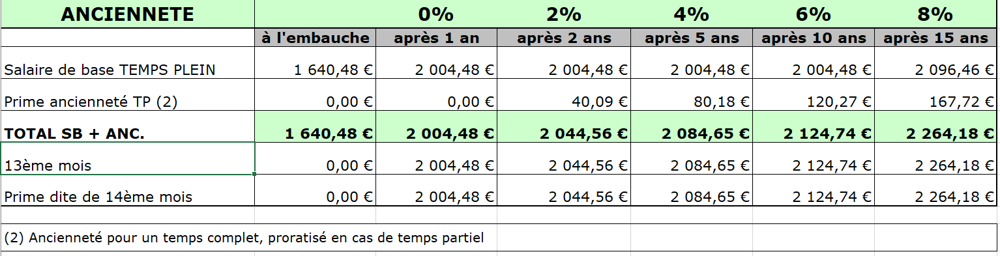 ANCIENNETE 0% 2% 4% 6% 8%
à l'embauche après 1 an après 2 ans après 5 ans après 10 ans après 15 ans
Salaire de base TEMPS PLEIN 1 640,48 € 2 004,48 € 2 004,48 € 2 004,48 € 2 004,48 € 2 096,46 €
Prime ancienneté TP (2) 0,00 € 0,00 € 40,09 € 80,18 € 120,27 € 167,72 €
TOTAL SB + ANC. 1 640,48 € 2 004,48 € 2 044,56 € 2 084,65 € 2 124,74 € 2 264,18 €
13ème mois 0,00 € 2 004,48 € 2 044,56 € 2 084,65 € 2 124,74 € 2 264,18 €
Prime dite de 14ème mois 0,00 € 2 004,48 € 2 044,56 € 2 084,65 € 2 124,74 € 2 264,18 €
(2) Ancienneté pour un temps complet, proratisé en cas de temps partiel